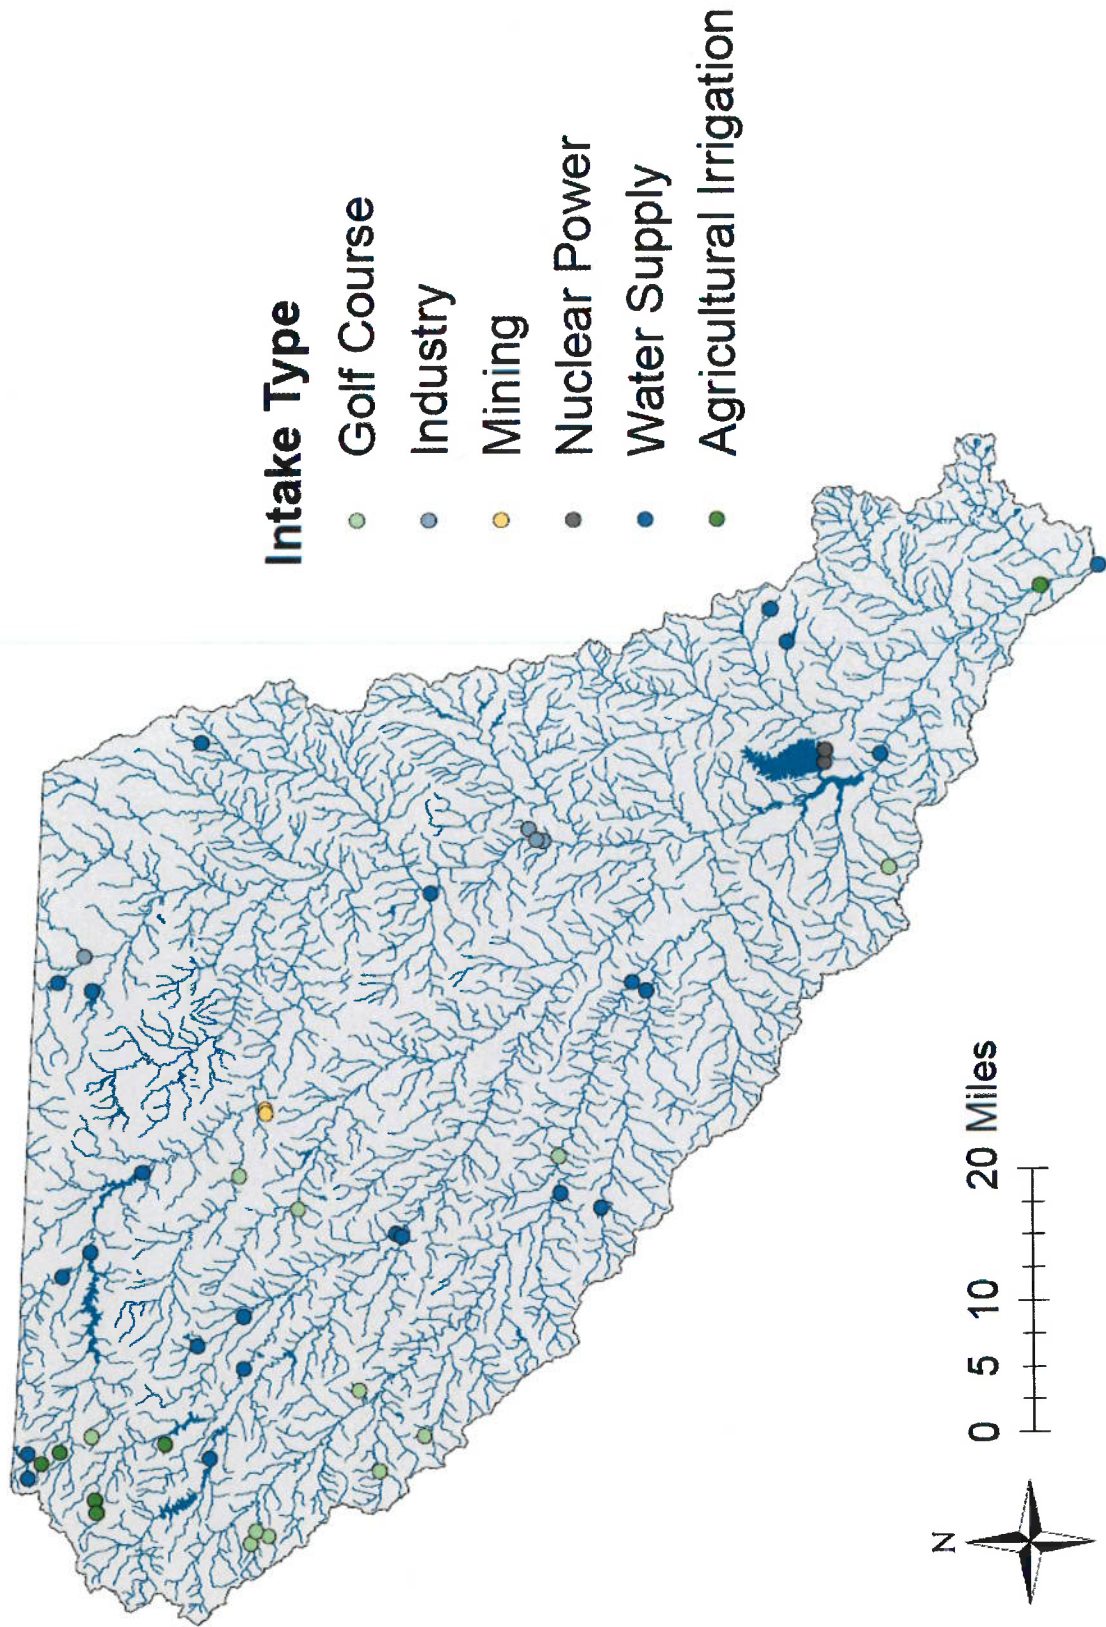 Intake Type
Golf Course
Industry
Mining
Nuclear Power
Water Supply
Agricultural Irrigation
0 5 10 20 Miles
N